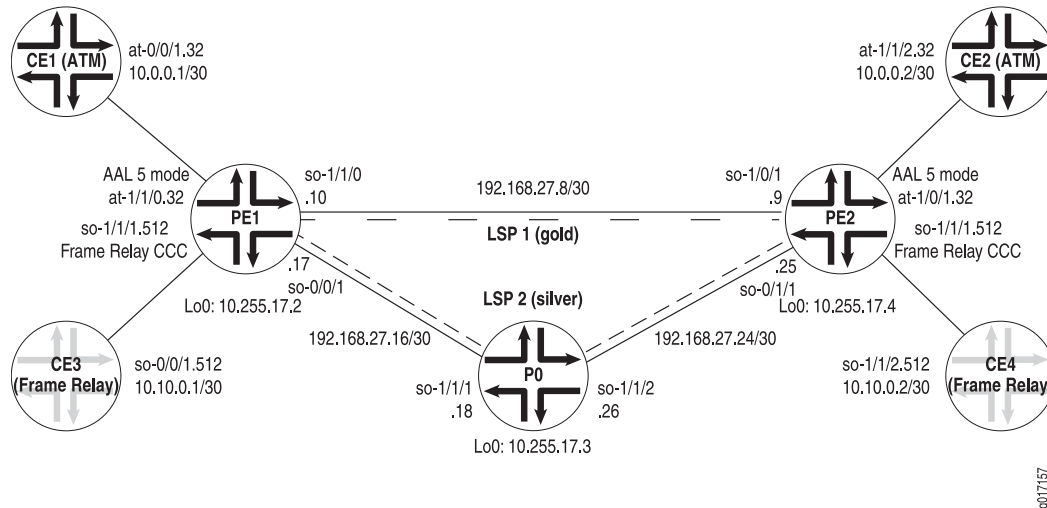 CE1 (ATM)
at-0/0/1.32
10.0.0.1/30
at-1/1/2.32
10.0.0.2/30
CE2 (ATM)
AAL 5 mode
at-1/1/0.32
so-1/1/1.512
Frame Relay CCC
PE1
so-1/1/0
.10
192.168.27.8/30
LSP 1 (gold)
so-1/0/1
.9
PE2
AAL 5 mode
at-1/0/1.32
so-1/1/1.512
Frame Relay CCC
.17
so-0/0/1
.25
so-0/1/1
Lo0: 10.255.17.2
LSP 2 (silver)
Lo0: 10.255.17.4
192.168.27.16/30
192.168.27.24/30
CE3
(Frame Relay)
so-0/0/1.512
10.10.0.1/30
so-1/1/1
.18
P0
so-1/1/2
.26
so-1/1/2.512
10.10.0.2/30
CE4
(Frame Relay)
Lo0: 10.255.17.3
g017157